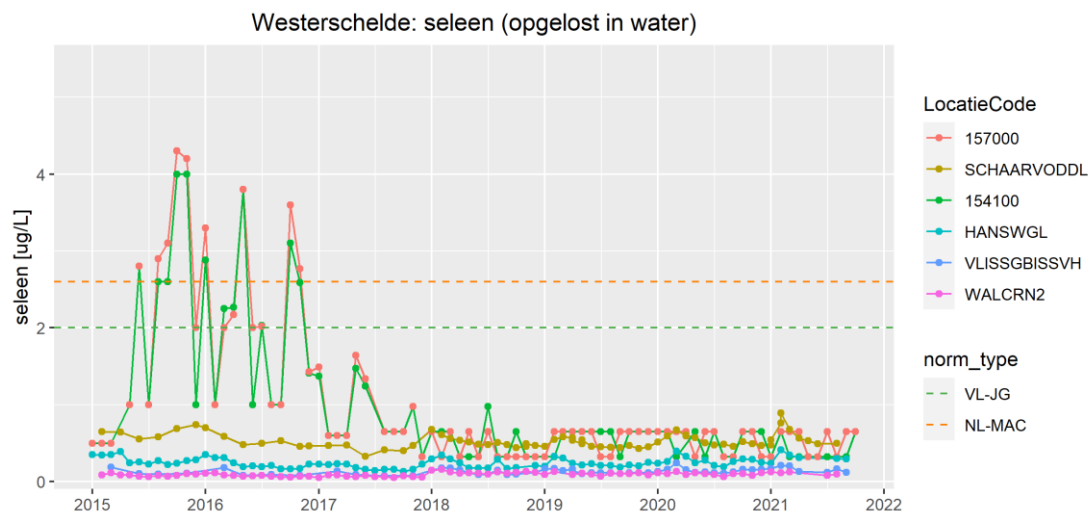 Westerschelde: seleen (opgelost in water)
seleen [ug/L]
4
2
0
2015 2016 2017 2018 2019 2020 2021 2022
LocatieCode
157000
SCHAARVODDL
154100
HANSWGL
VLISSGBISSVH
WALCRN2
norm_type
VL-JG
NL-MAC